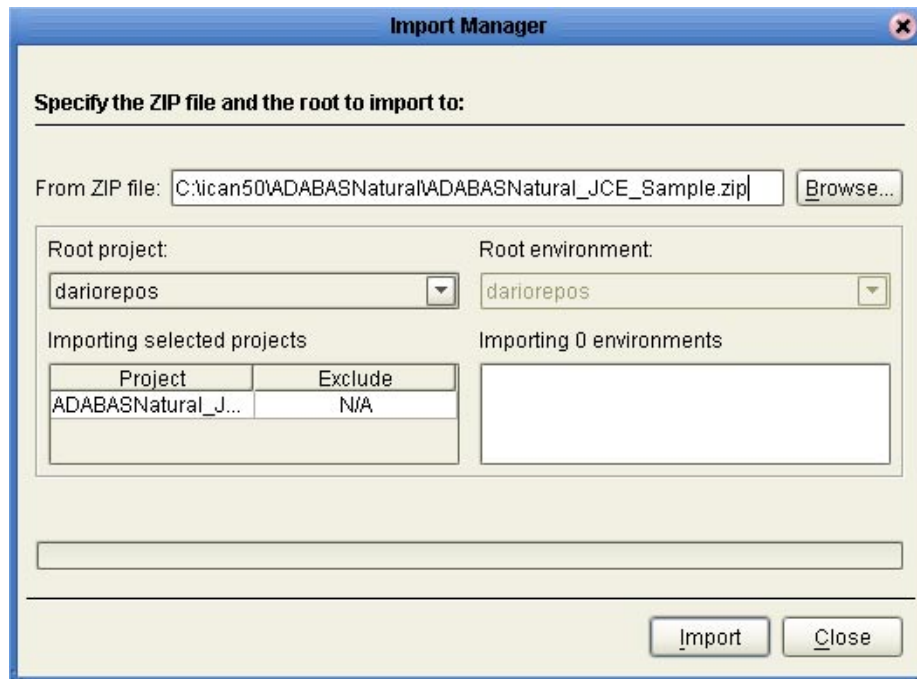 Import Manager
Specify the ZIP file and the root to import to:
From ZIP file: C:\ican50\ADABASNatural\ADABASNatural_JCE_Sample.zip Browse...
Root project: Root environment:
dariorepos dariorepos
Importing selected projects Importing 0 environments
Project Exclude
ADABASNatural_J... N/A
Import Close